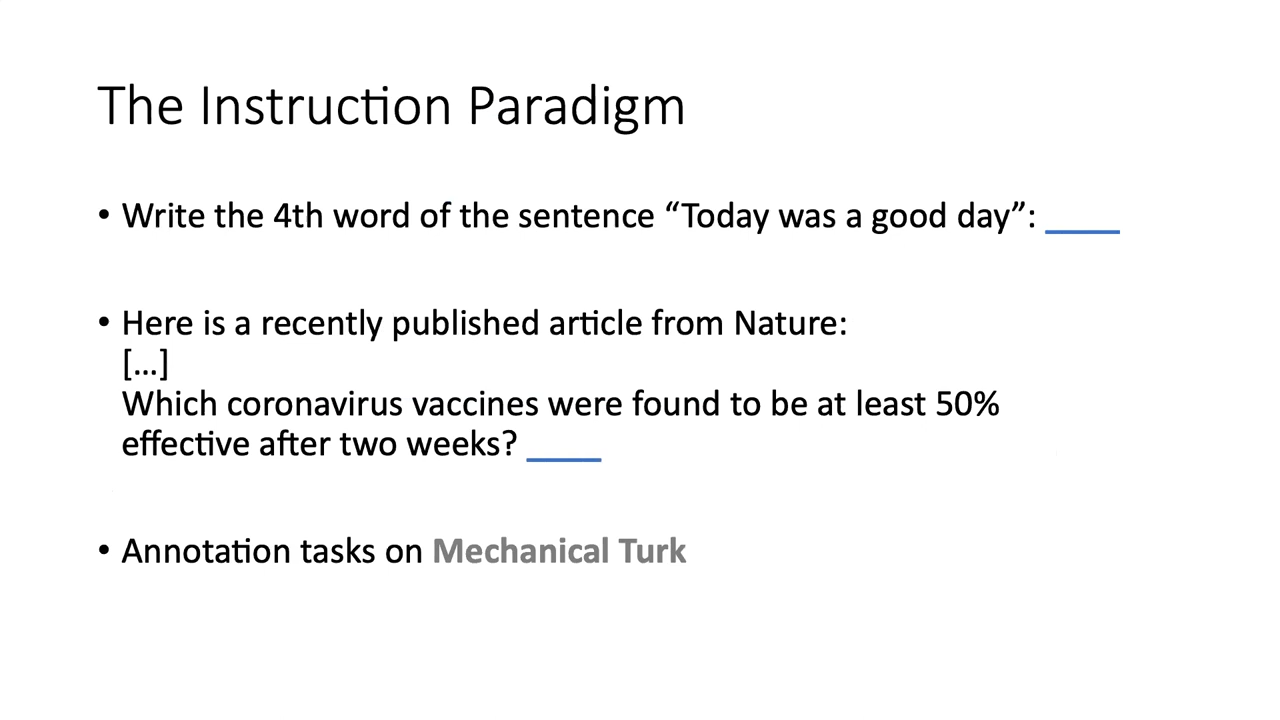 The Instruction Paradigm
• Write the 4th word of the sentence “Today was a good day”: ____
• Here is a recently published article from Nature:
[…]
Which coronavirus vaccines were found to be at least 50%
effective after two weeks? ____
• Annotation tasks on Mechanical Turk